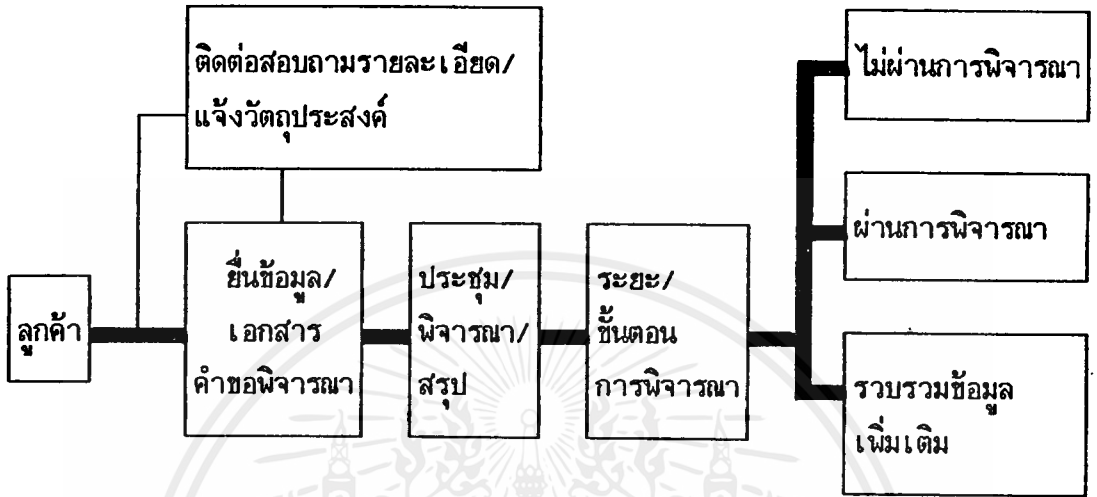 ติดต่อสอบถามรายละเอียด/
แจ้งวัตถุประสงค์
ลูกค้า
ยื่นข้อมูล/
เอกสาร
คำขอพิจารณา
ประชุม/
พิจารณา/
สรุป
ระยะ/
ขั้นตอน
การพิจารณา
ไม่ผ่านการพิจารณา
ผ่านการพิจารณา
รวบรวมข้อมูล
เพิ่มเติม